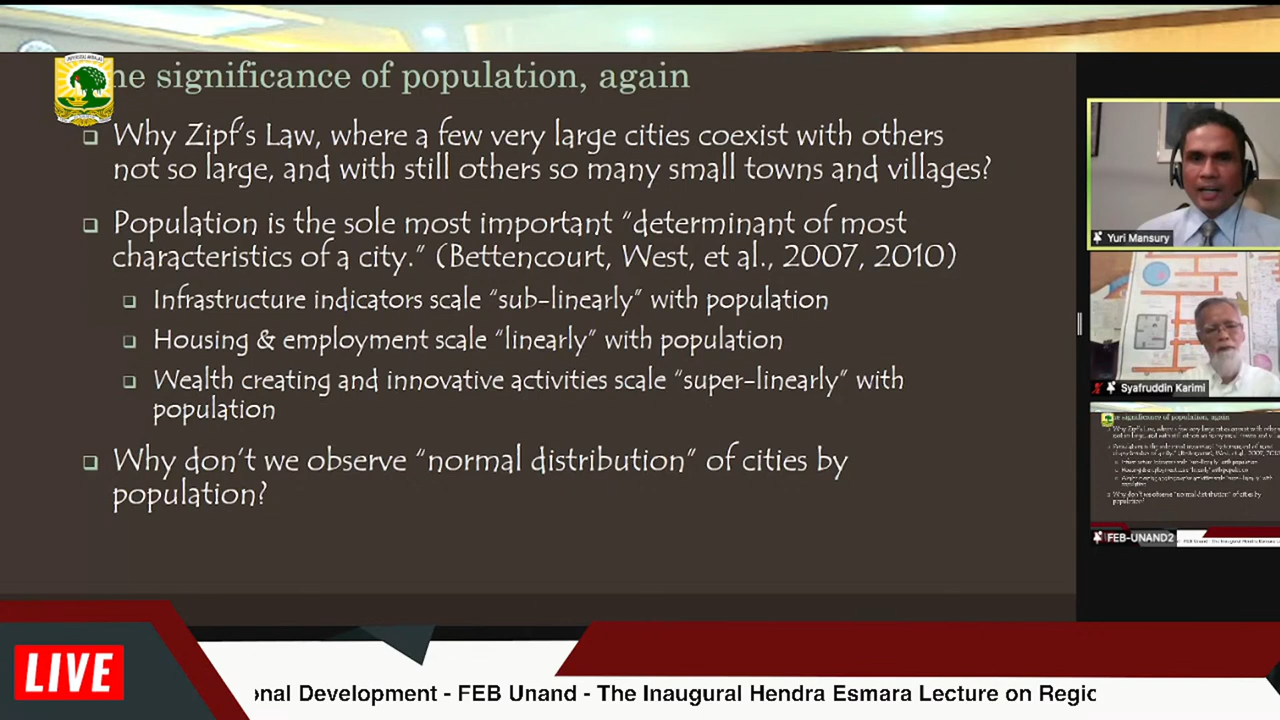 he significance of population, again
❑ Why Zipf's Law, where a few very large cities coexist with others
not so large, and with still others so many small towns and villages?
❑ Population is the sole most important "determinant of most
characteristics of a city." (Bettencourt, West, et al., 2007, 2010)
❑ Infrastructure indicators scale "sub-linearly" with population
❑ Housing & employment scale "linearly" with population
❑ Wealth creating and innovative activities scale "super-linearly" with
population
❑ Why don't we observe "normal distribution" of cities by
population?
Yuri Mansury
Syafruddin Karimi
FEB-UNAND2
LIVE
onal Development - FEB Unand - The Inaugural Hendra Esmara Lecture on Regio